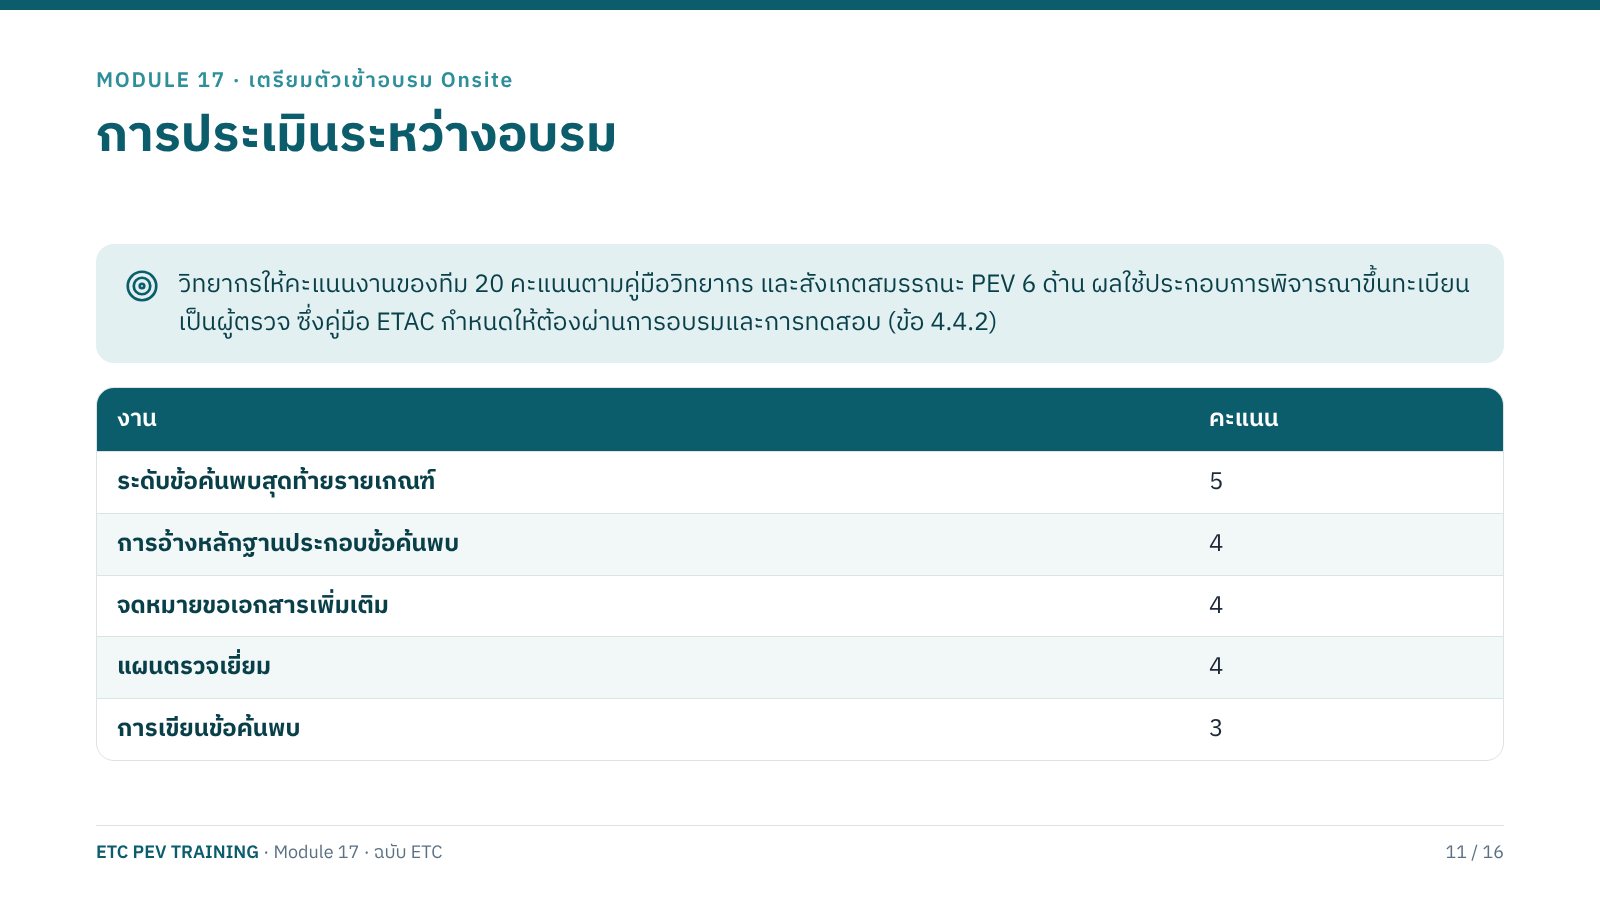 MODULE 17 · เตรียมตัวเข้าอบรม Onsite
การประเมินระหว่างอบรม
วิทยากรให้คะแนนงานของทีม 20 คะแนนตามคู่มือวิทยากร และสังเกตสมรรถนะ PEV 6 ด้าน ผลใช้ประกอบการพิจารณาขึ้นทะเบียน
เป็นผู้ตรวจ ซึ่งคู่มือ ETAC กำหนดให้ต้องผ่านการอบรมและการทดสอบ (ข้อ 4.4.2)
งาน คะแนน
ระดับข้อค้นพบสุดท้ายรายเกณฑ์ 5
การอ้างหลักฐานประกอบข้อค้นพบ 4
จดหมายขอเอกสารเพิ่มเติม 4
แผนตรวจเยี่ยม 4
การเขียนข้อค้นพบ 3
ETC PEV TRAINING · Module 17 · ฉบับ ETC 11 / 16